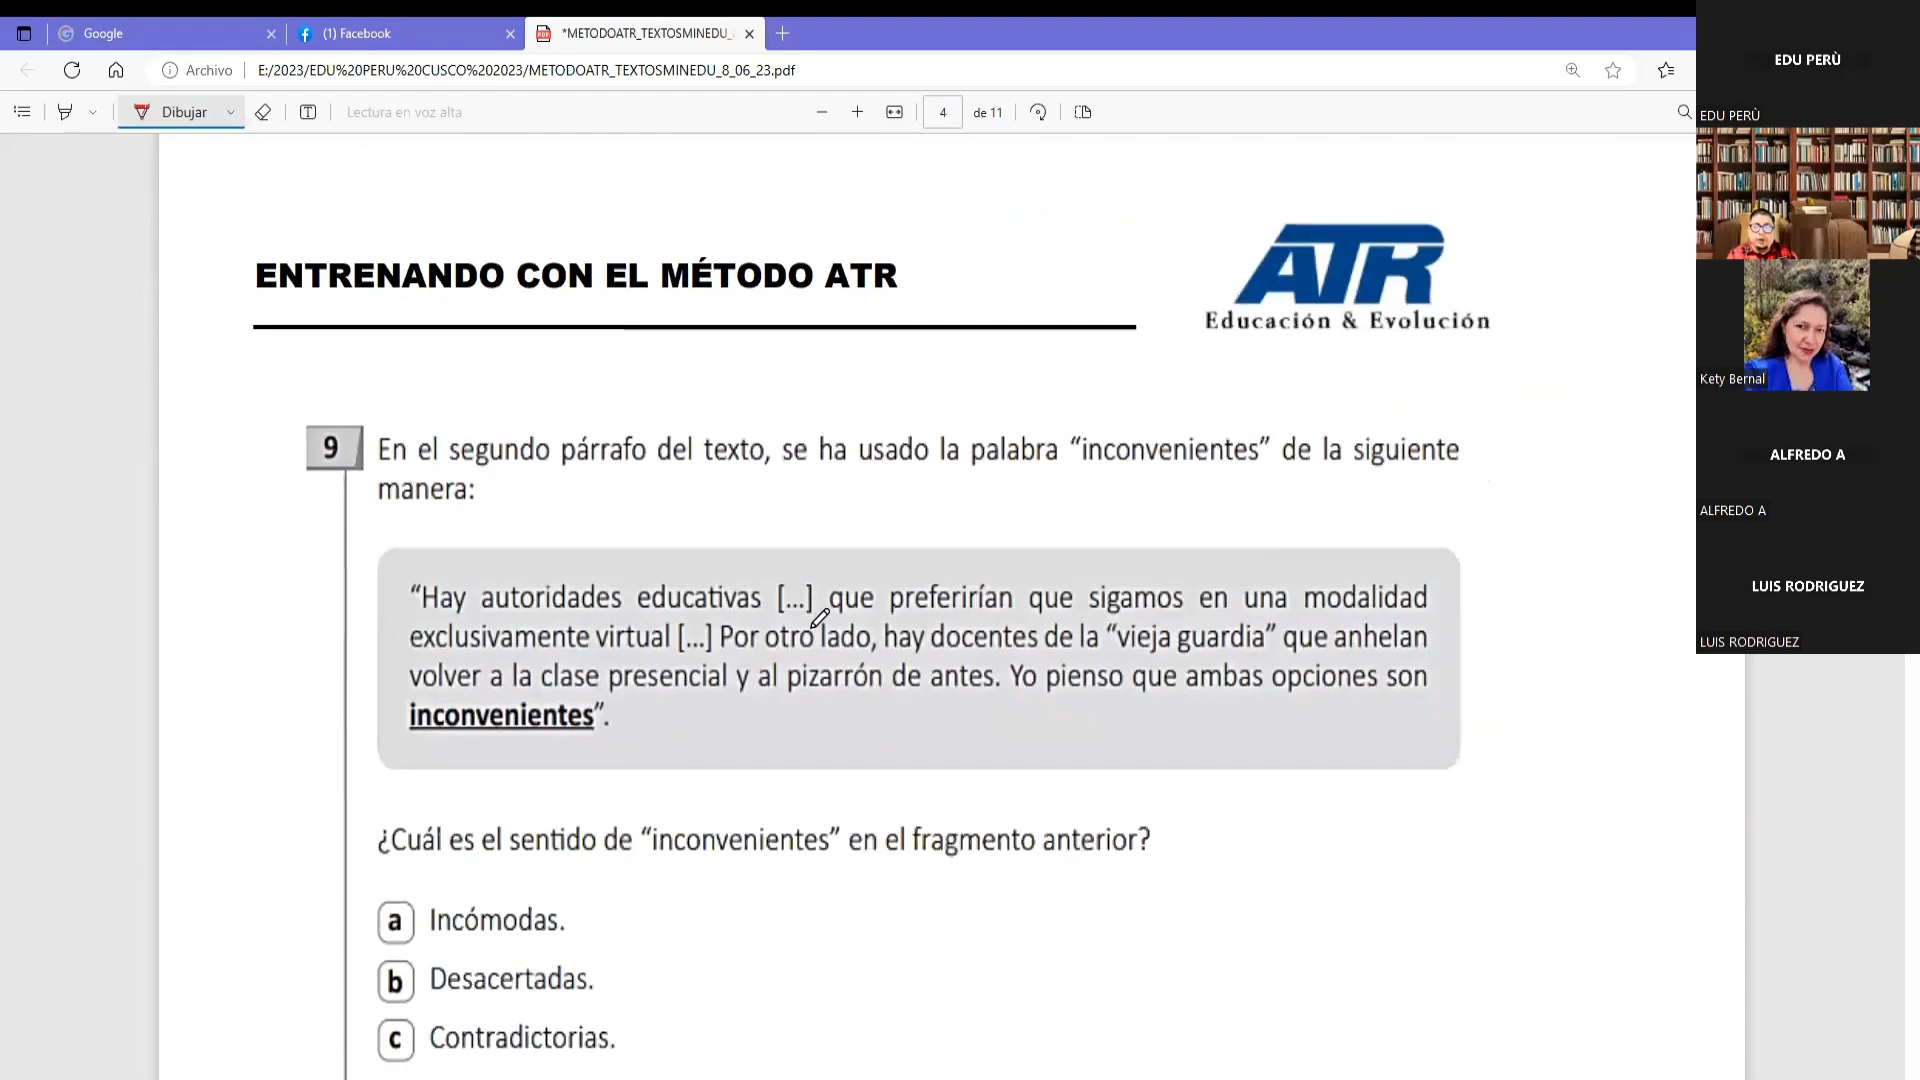 Google
(1) Facebook
*METODOATR_TEXTOSMINEDU_
Archivo
E:/2023/EDU%20PERU%20CUSCO%202023/METODOATR_TEXTOSMINEDU_8_06_23.pdf
Dibujar
Lectura en voz alta
4
de 11
ENTRENANDO CON EL MÉTODO ATR
ATR
Educación & Evolución
9
En el segundo párrafo del texto, se ha usado la palabra “inconvenientes” de la siguiente
manera:
“Hay autoridades educativas [...] que preferirían que sigamos en una modalidad
exclusivamente virtual [...] Por otro lado, hay docentes de la “vieja guardia” que anhelan
volver a la clase presencial y al pizarrón de antes. Yo pienso que ambas opciones son
inconvenientes”.
¿Cuál es el sentido de “inconvenientes” en el fragmento anterior?
a Incómodas.
b Desacertadas.
c Contradictorias.
EDU PERÙ
EDU PERÙ
Kety Bernal
ALFREDO A
ALFREDO A
LUIS RODRIGUEZ
LUIS RODRIGUEZ